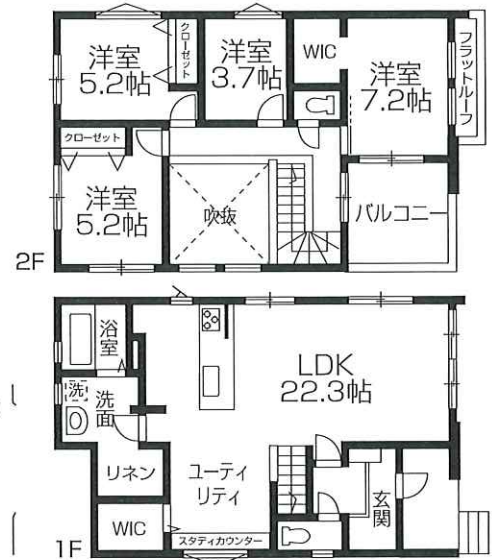 洋室
5.2帖
クローゼット
洋室
3.7帖
WIC
洋室
7.2帖
フラットルーフ
クローゼット
洋室
5.2帖
吹抜
バルコニー
2F
浴室
洗
洗面
リネン
WIC
ユーティ
リティ
スタディカウンター
LDK
22.3帖
玄関
1F